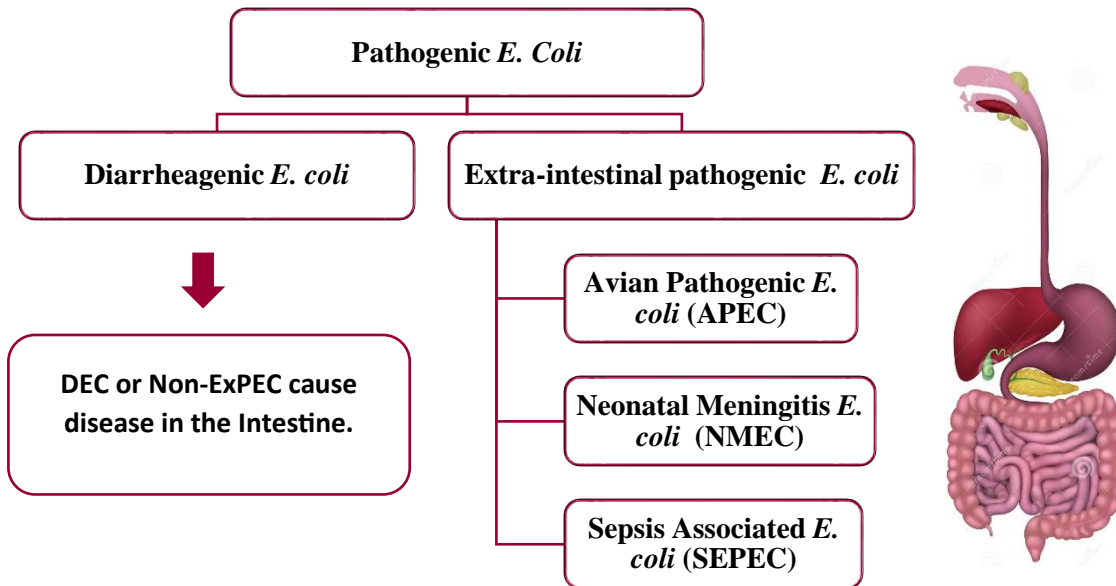 Pathogenic E. Coli
Diarrheagenic E. coli
Extra-intestinal pathogenic E. coli
DEC or Non-ExPEC cause
disease in the Intestine.
Avian Pathogenic E.
coli (APEC)
Neonatal Meningitis E.
coli (NMEC)
Sepsis Associated E.
coli (SEPEC)